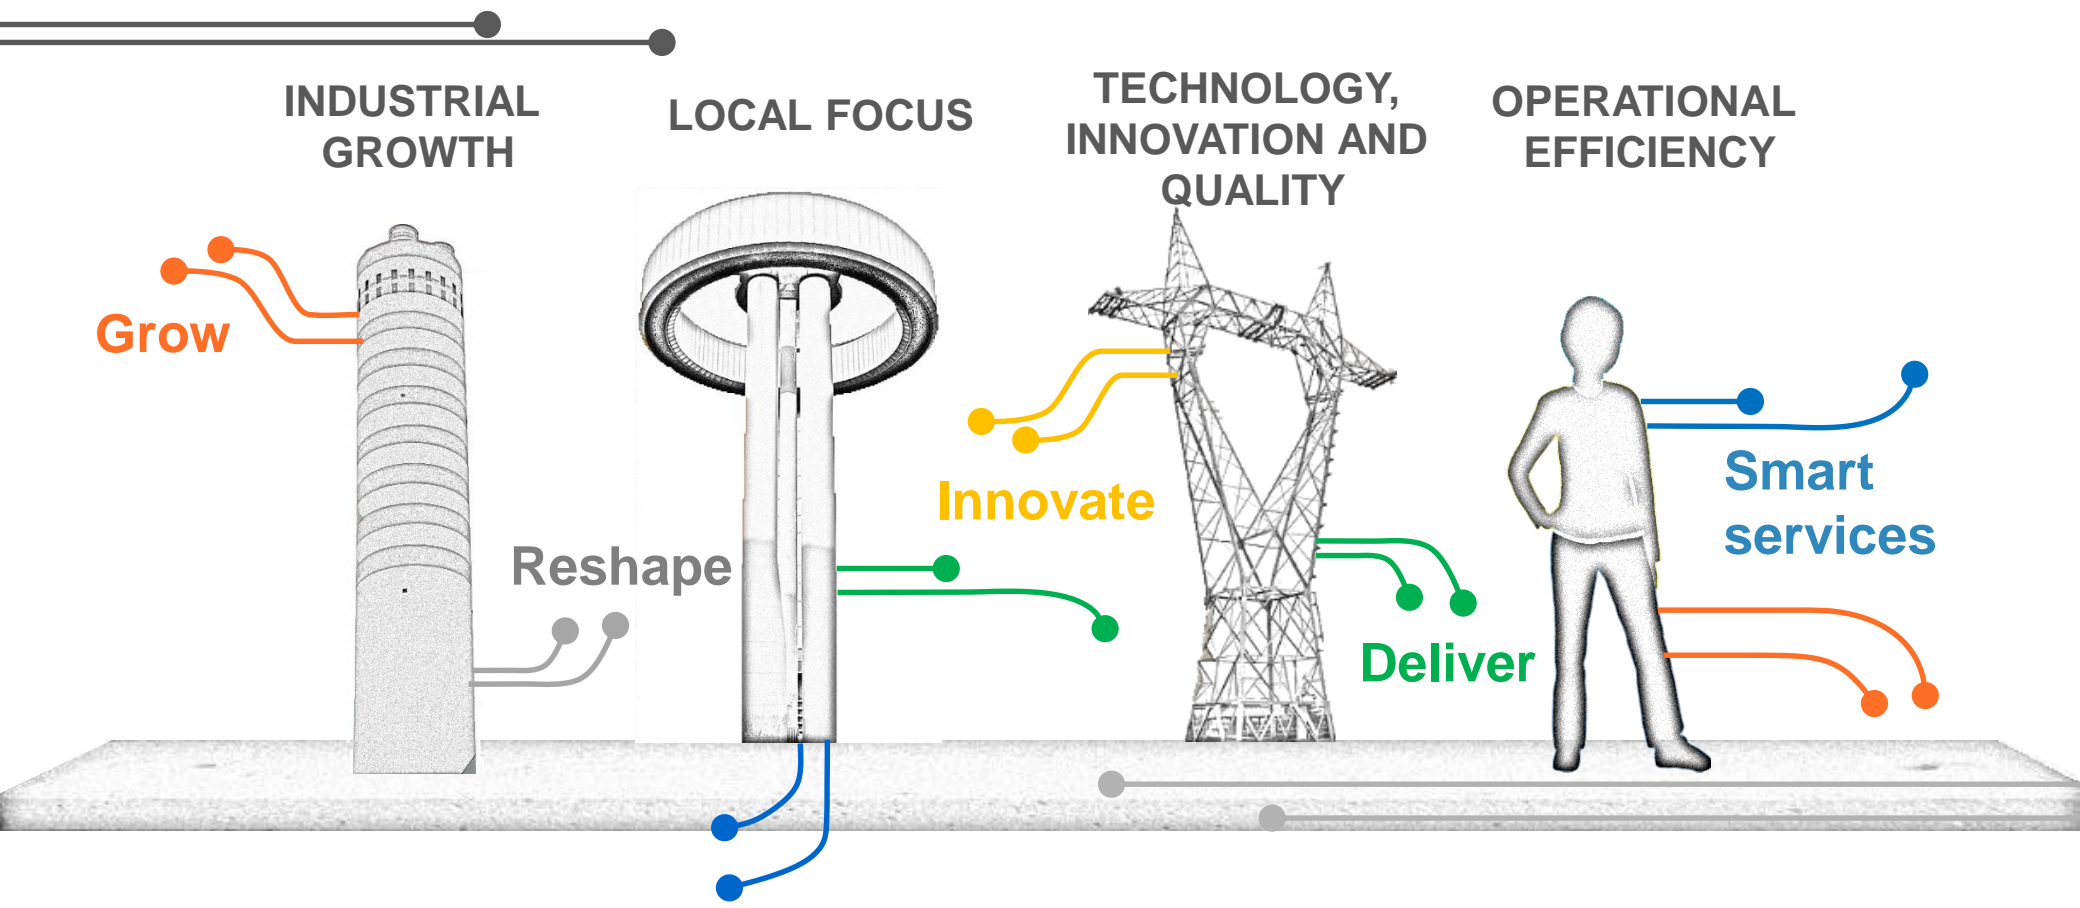 INDUSTRIAL
GROWTH
LOCAL FOCUS
TECHNOLOGY,
INNOVATION AND
QUALITY
OPERATIONAL
EFFICIENCY
Grow
Reshape
Innovate
Deliver
Smart
services